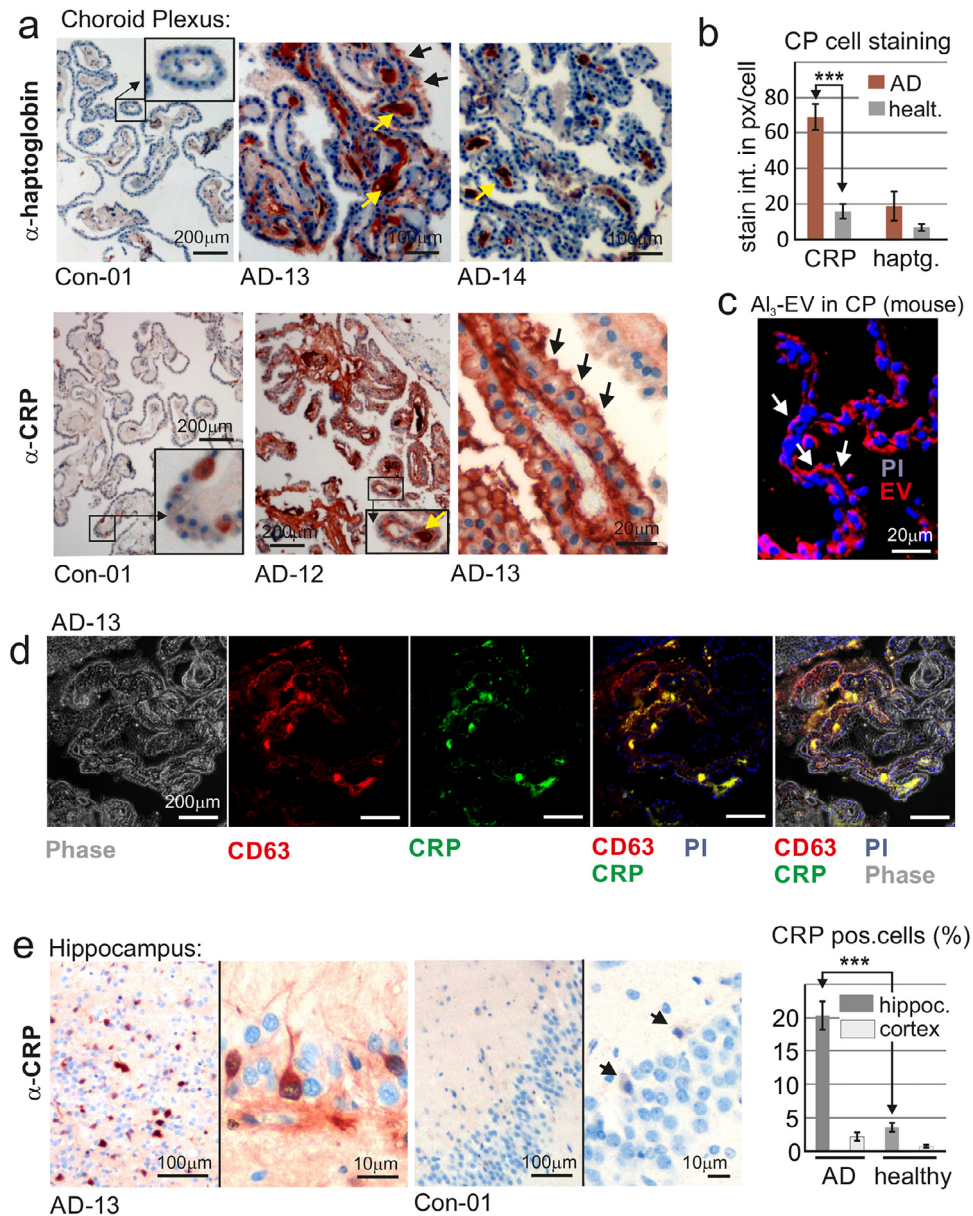 a
Choroid Plexus:
α-haptoglobin
200μm
100μm
100μm
Con-01
AD-13
AD-14
α-CRP
200μm
200μm
20μm
Con-01
AD-12
AD-13
b
CP cell staining
***
AD
healt.
stain int. in px/cell
80
60
40
20
0
CRP
haptg.
c
Al₃-EV in CP (mouse)
PI
EV
20μm
AD-13
d
200μm
Phase
CD63
CRP
CD63 PI
CRP
CD63 PI
CRP Phase
e
Hippocampus:
α-CRP
100μm
10μm
100μm
10μm
AD-13
Con-01
CRP pos.cells (%)
***
hippoc.
cortex
20
15
10
5
0
AD
healthy